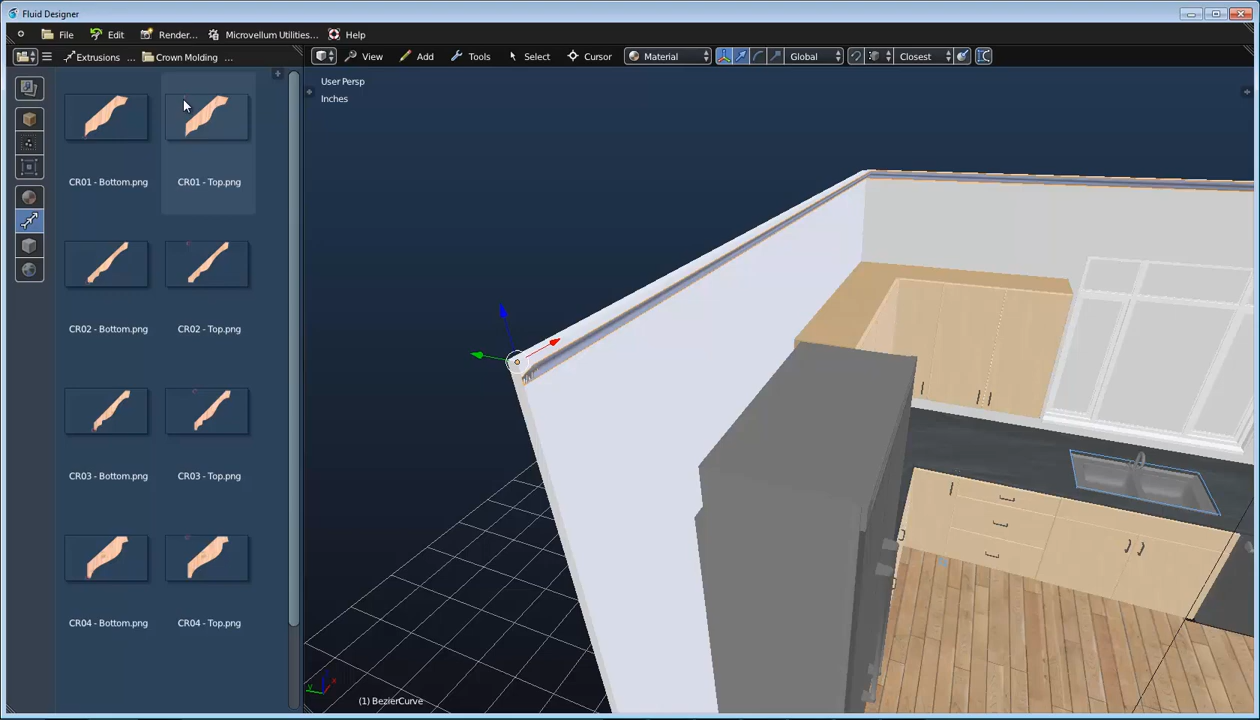 Fluid Designer
File Edit Render... Microvellum Utilities... Help
Extrusions ... Crown Molding ... View Add Tools Select Cursor Material Global Closest
User Persp
Inches
CR01 - Bottom.png CR01 - Top.png
CR02 - Bottom.png CR02 - Top.png
CR03 - Bottom.png CR03 - Top.png
CR04 - Bottom.png CR04 - Top.png
y x
(1) BezierCurve